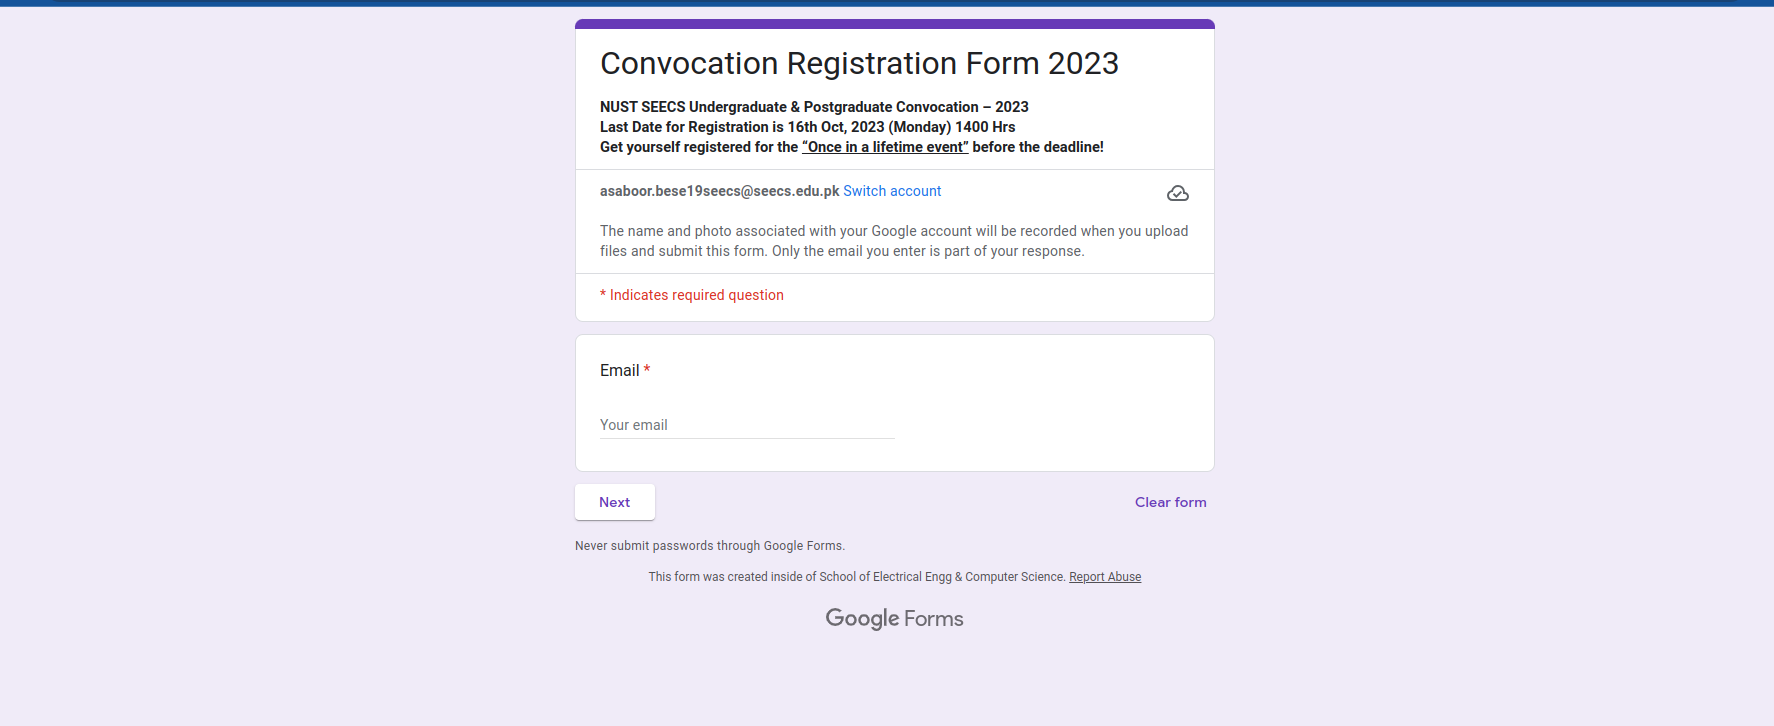 Convocation Registration Form 2023
NUST SEECS Undergraduate & Postgraduate Convocation – 2023
Last Date for Registration is 16th Oct, 2023 (Monday) 1400 Hrs
Get yourself registered for the “Once in a lifetime event” before the deadline!
asaboor.bese19seecs@seecs.edu.pk Switch account
The name and photo associated with your Google account will be recorded when you upload
files and submit this form. Only the email you enter is part of your response.
* Indicates required question
Email *
Your email
Next
Clear form
Never submit passwords through Google Forms.
This form was created inside of School of Electrical Engg & Computer Science. Report Abuse
Google Forms